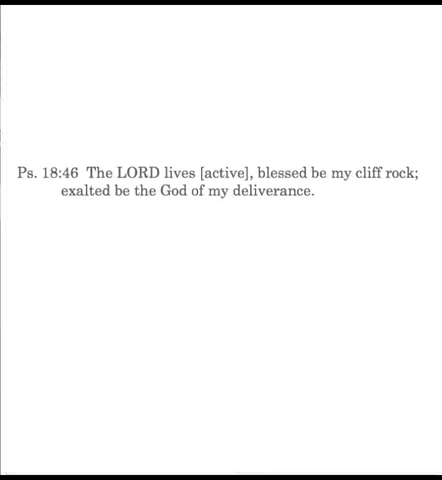 Ps. 18:46 The LORD lives [active], blessed be my cliff rock;
exalted be the God of my deliverance.